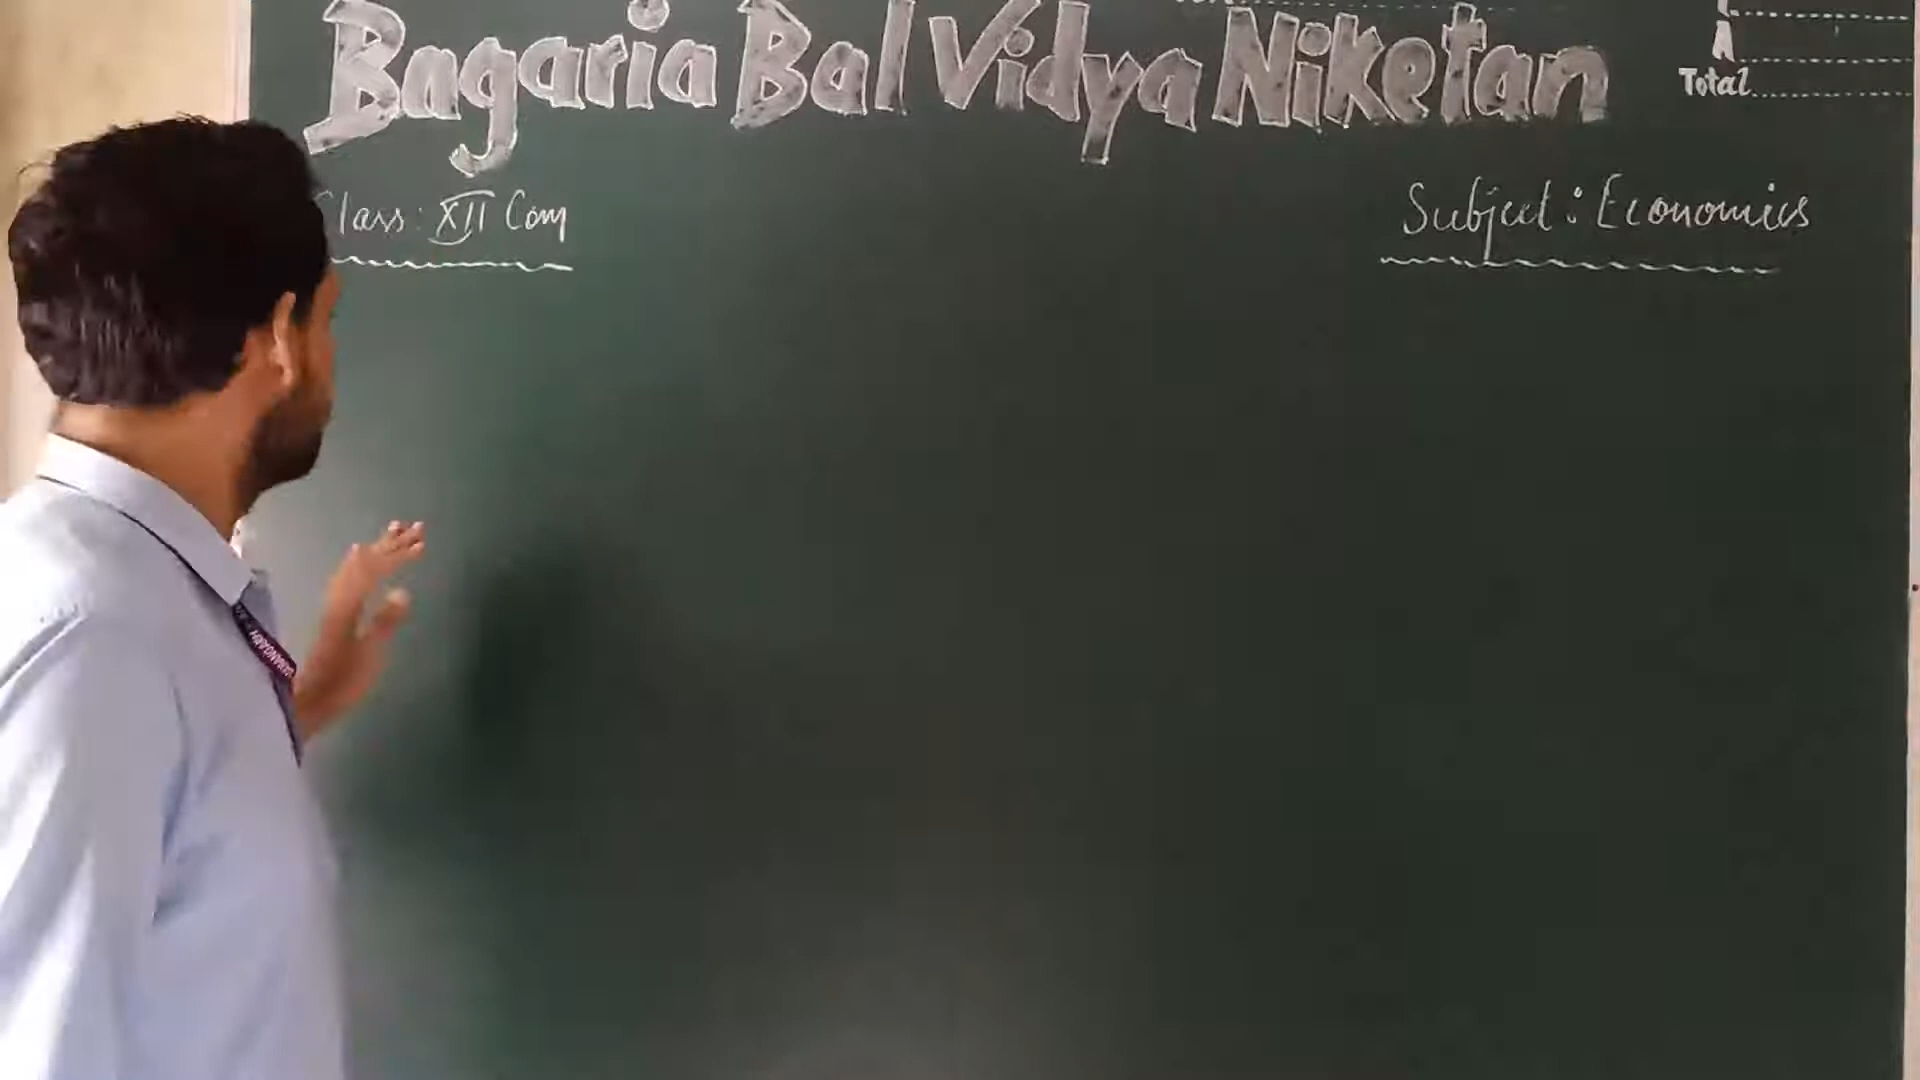 Bagaria Bal Vidya Niketan
A
Total
Class: XII Com
Subject: Economics